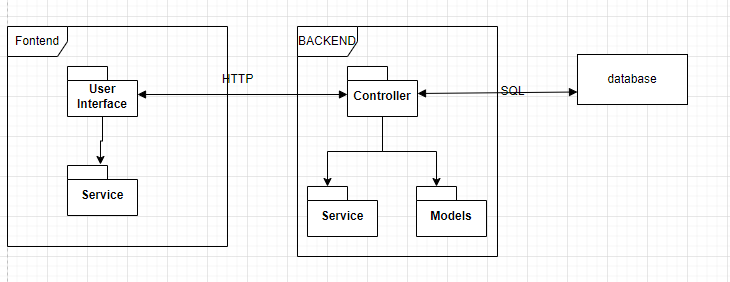 Fontend
User
Interface
Service
HTTP
BACKEND
Controller
Service
Models
SQL
database